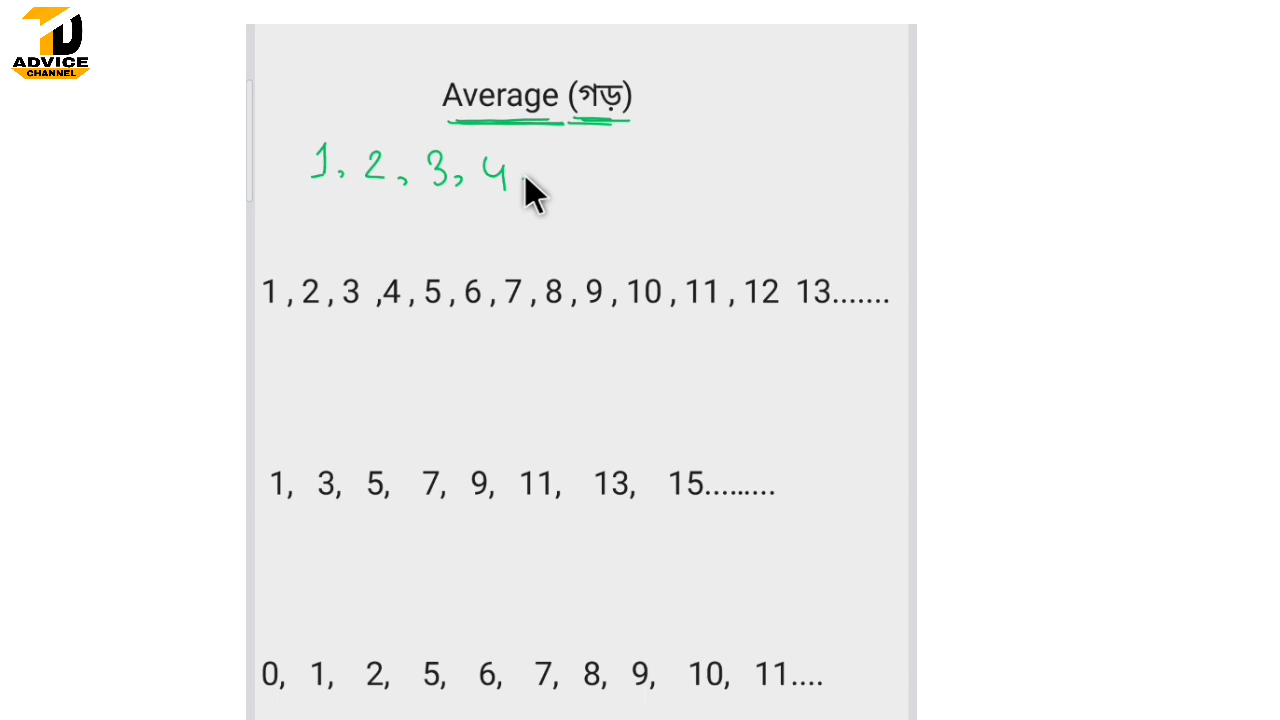 TD
ADVICE
CHANNEL
Average (গড়)
1, 2, 3, 4
1 , 2 , 3 ,4 , 5 , 6 , 7 , 8 , 9 , 10 , 11 , 12 13.......
1, 3, 5, 7, 9, 11, 13, 15.........
0, 1, 2, 5, 6, 7, 8, 9, 10, 11....